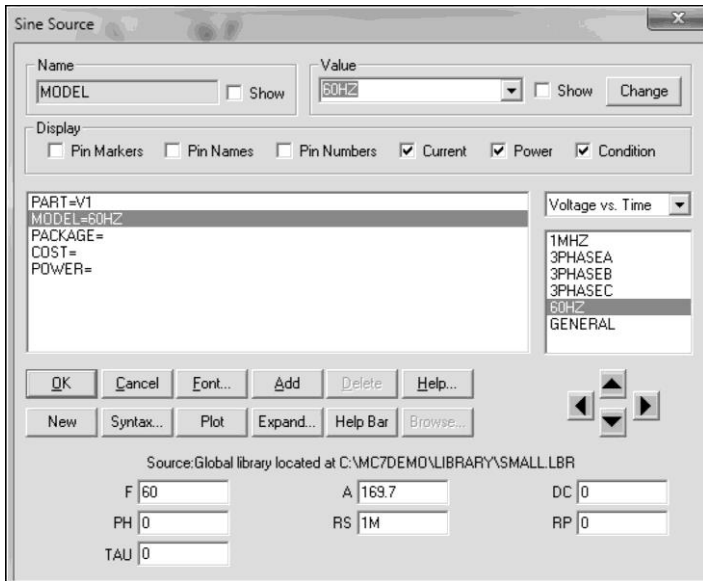 Sine Source
Name
Value
MODEL
Show
60HZ
Show
Change
Display
Pin Markers
Pin Names
Pin Numbers
Current
Power
Condition
PART=V1
MODEL=60HZ
PACKAGE=
COST=
POWER=
Voltage vs. Time
1MHZ
3PHASEA
3PHASEB
3PHASEC
60HZ
GENERAL
OK
Cancel
Font...
Add
Delete
Help...
New
Syntax...
Plot
Expand...
Help Bar
Browse...
Source:Global library located at C:\MC7DEMO\LIBRARY\SMALL.LBR
F 60
A 169.7
DC 0
PH 0
RS 1M
RP 0
TAU 0